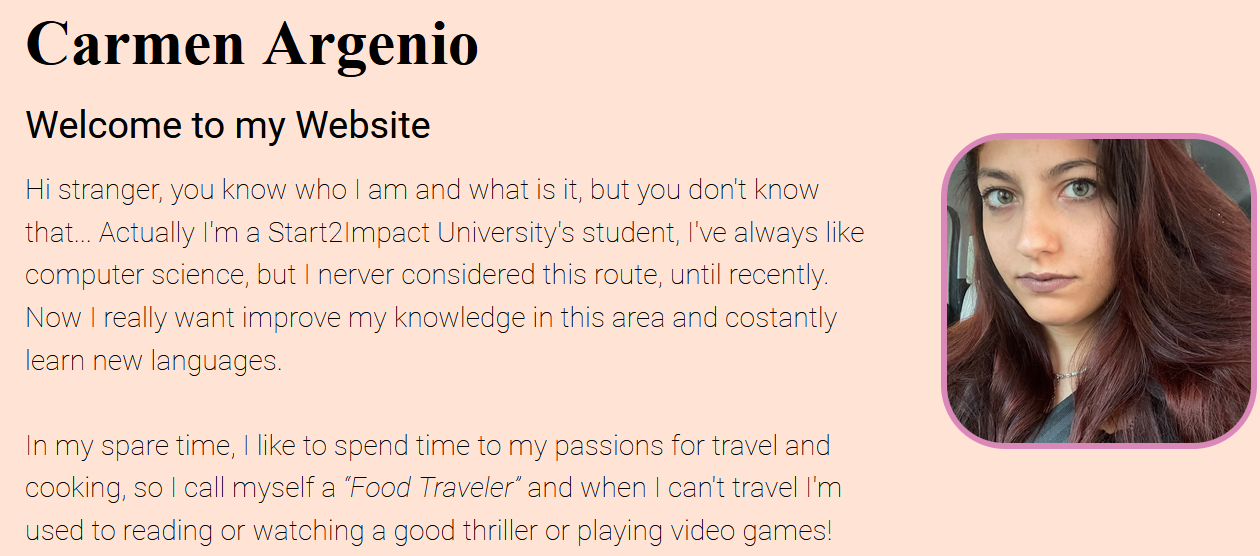 Carmen Argenio
Welcome to my Website
Hi stranger, you know who I am and what is it, but you don't know
that... Actually I'm a Start2Impact University's student, I've always like
computer science, but I nerver considered this route, until recently.
Now I really want improve my knowledge in this area and costantly
learn new languages.
In my spare time, I like to spend time to my passions for travel and
cooking, so I call myself a “Food Traveler” and when I can't travel I'm
used to reading or watching a good thriller or playing video games!